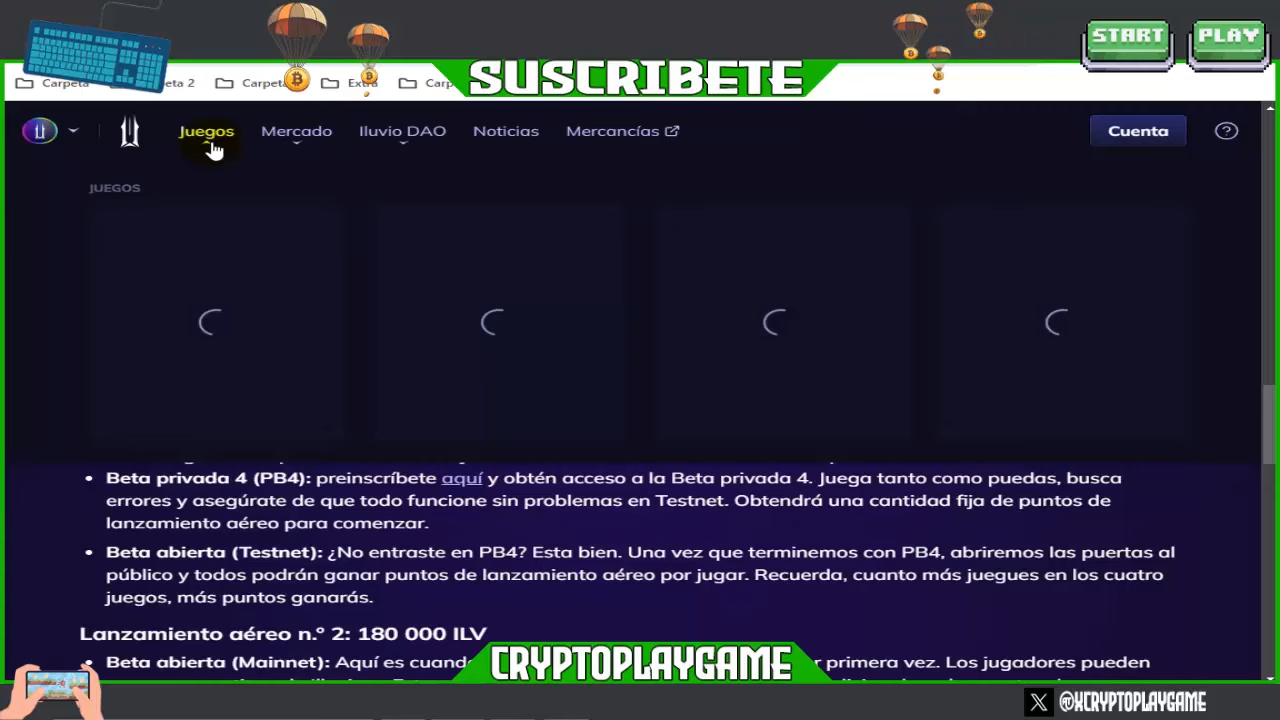 START PLAY
SUSCRIBETE
Carpeta
ta 2
Carpeta
Extra
Carp
Juegos Mercado Iluvio DAO Noticias Mercancías Cuenta ?
JUEGOS
Beta privada 4 (PB4): preinscríbete aquí y obtén acceso a la Beta privada 4. Juega tanto como puedas, busca
errores y asegúrate de que todo funcione sin problemas en Testnet. Obtendrá una cantidad fija de puntos de
lanzamiento aéreo para comenzar.
Beta abierta (Testnet): ¿No entraste en PB4? Esta bien. Una vez que terminemos con PB4, abriremos las puertas al
público y todos podrán ganar puntos de lanzamiento aéreo por jugar. Recuerda, cuanto más juegues en los cuatro
juegos, más puntos ganarás.
Lanzamiento aéreo n.º 2: 180 000 ILV
Beta abierta (Mainnet): Aquí es cuand
r primera vez. Los jugadores pueden
CRYPTOPLAYGAME
@XCRYPTOPLAYGAME